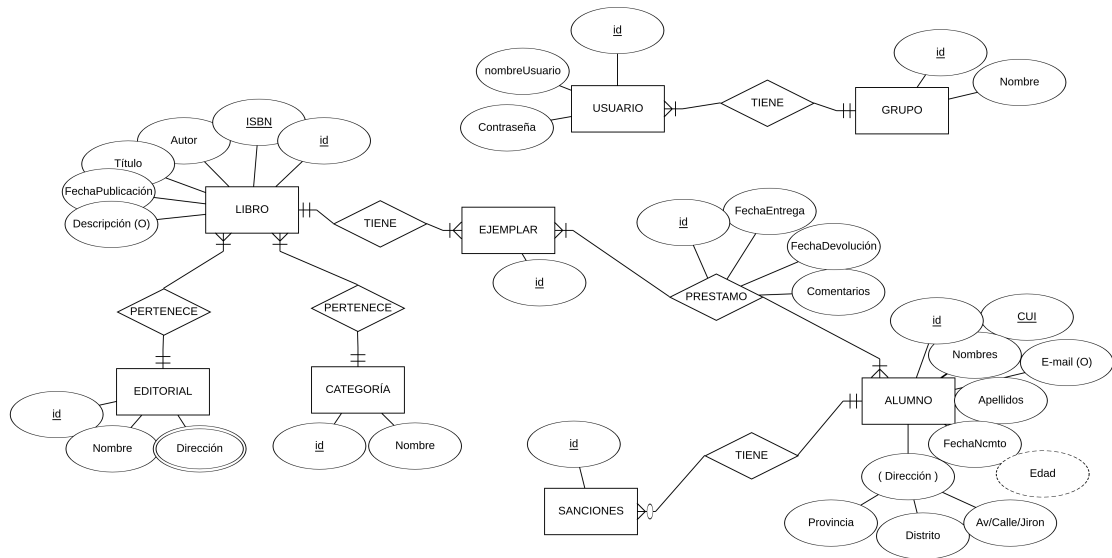 id
nombreUsuario
Contraseña
USUARIO
TIENE
id
Nombre
GRUPO
ISBN
id
Autor
Título
FechaPublicación
Descripción (O)
LIBRO
TIENE
EJEMPLAR
id
id
FechaEntrega
FechaDevolución
Comentarios
PRESTAMO
PERTENECE
PERTENECE
EDITORIAL
id
Nombre
Dirección
CATEGORÍA
id
Nombre
id
CUI
Nombres
E-mail (O)
ALUMNO
Apellidos
FechaNcmto
Edad
( Dirección )
Provincia
Distrito
Av/Calle/Jiron
TIENE
id
SANCIONES